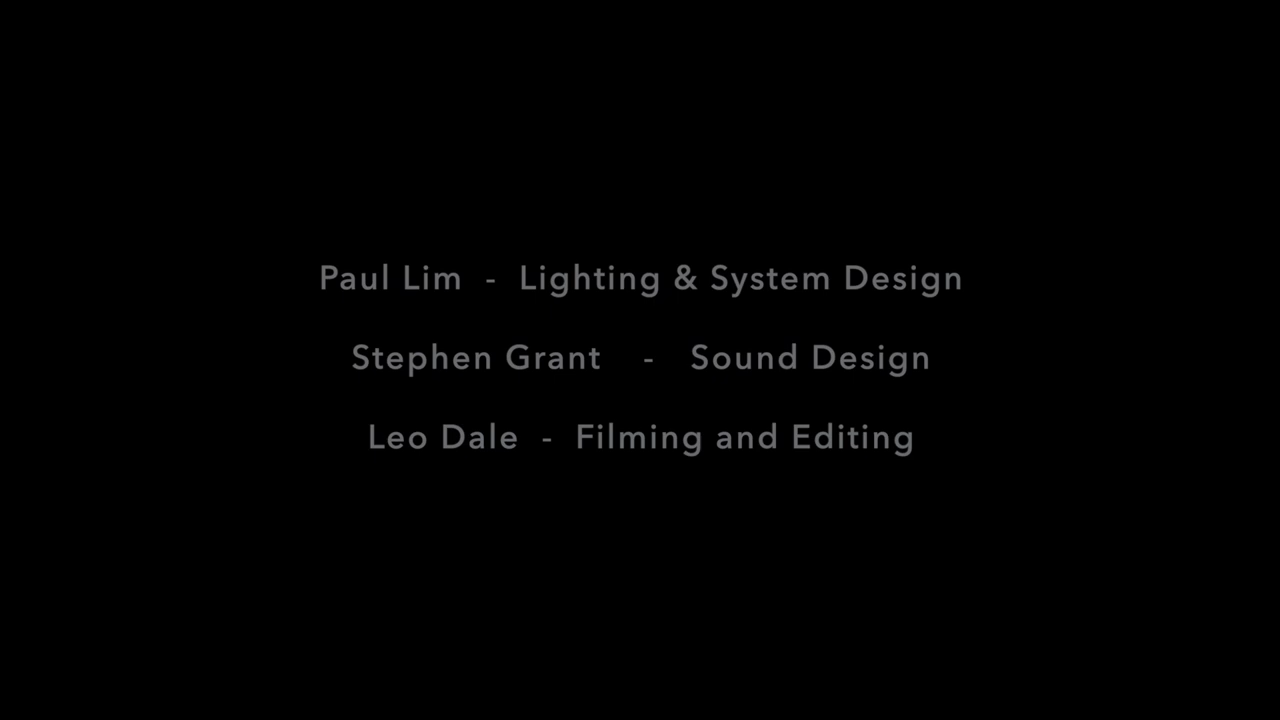 Paul Lim - Lighting & System Design
Stephen Grant - Sound Design
Leo Dale - Filming and Editing